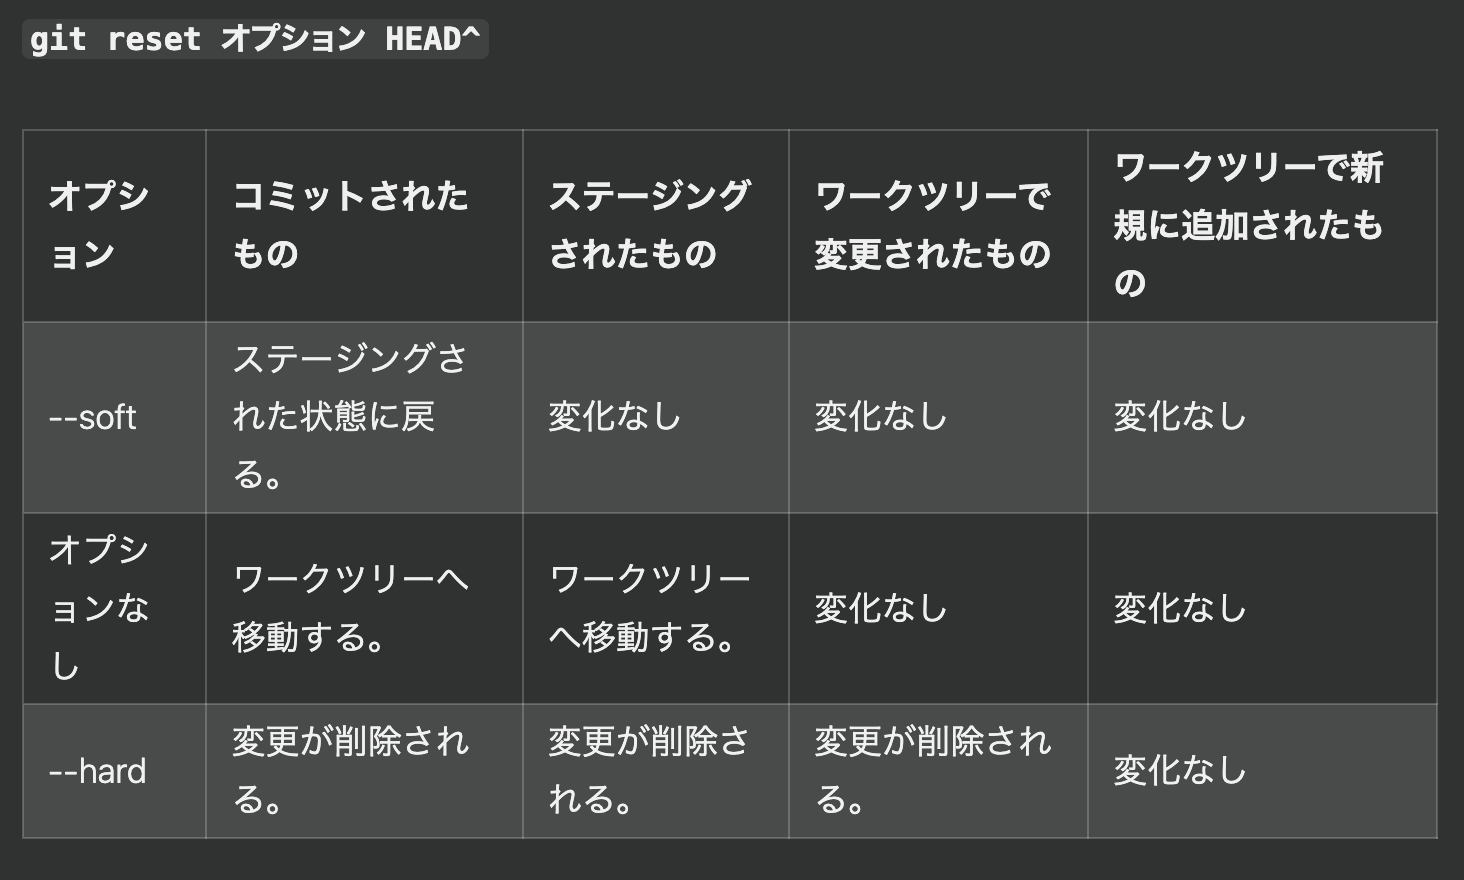 git reset オプション HEAD^
オプシ
ョン
コミットされた
もの
ステージング
されたもの
ワークツリーで
変更されたもの
ワークツリーで新
規に追加されたも
の
--soft
ステージングさ
れた状態に戻
る。
変化なし
変化なし
変化なし
オプシ
ョンな
し
ワークツリーへ
移動する。
ワークツリー
へ移動する。
変化なし
変化なし
--hard
変更が削除され
る。
変更が削除さ
れる。
変更が削除され
る。
変化なし